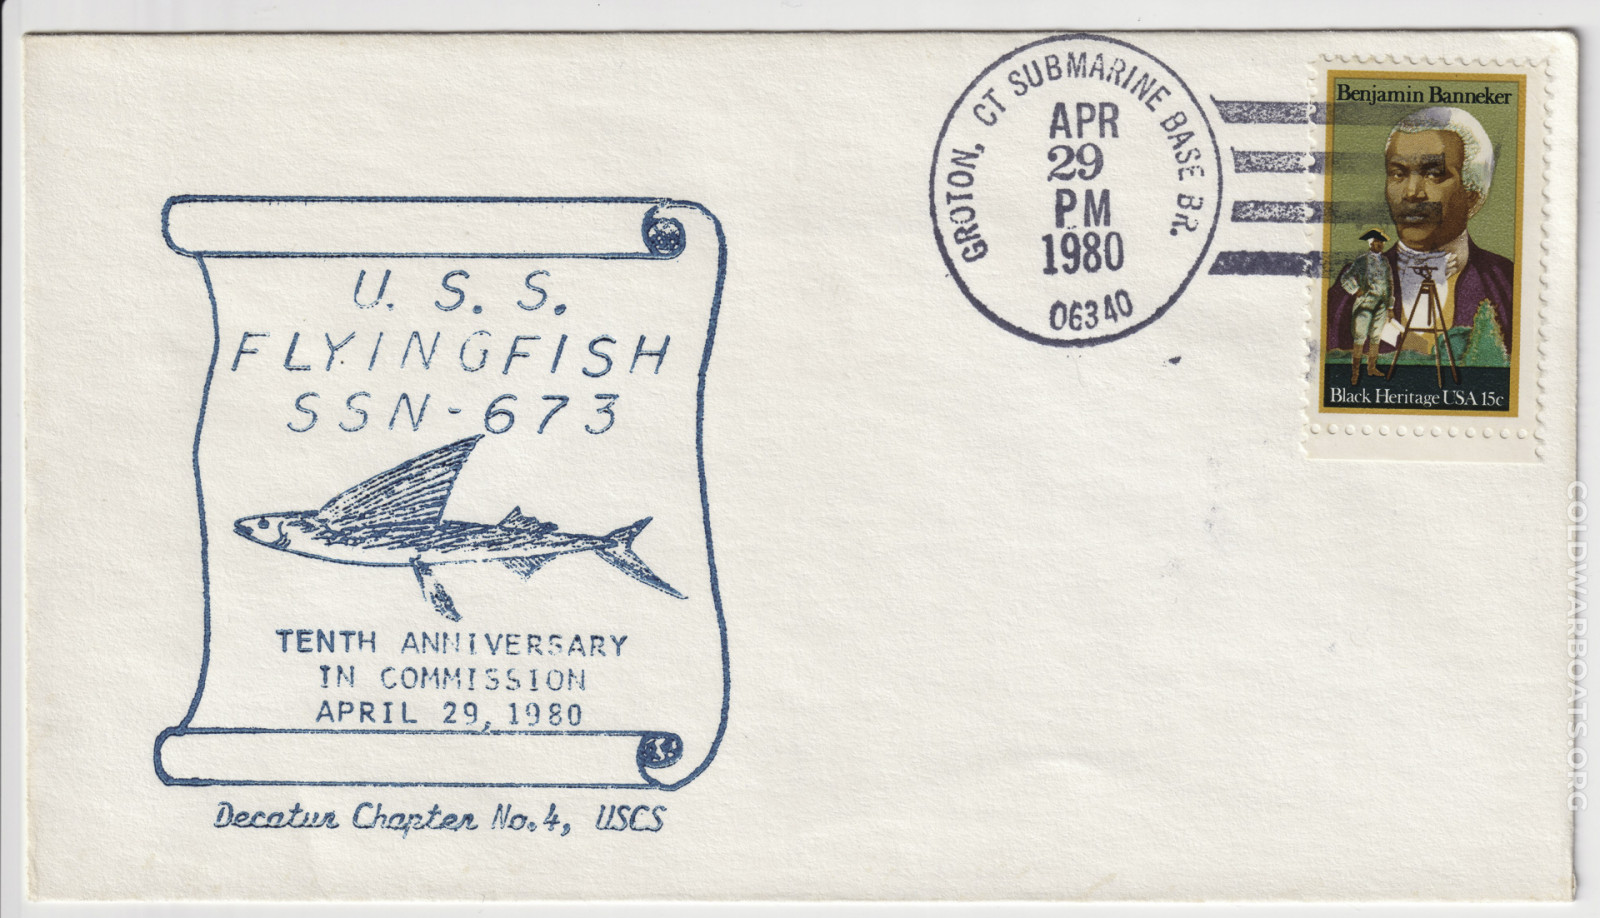 GROTON, CT SUBMARINE BASE BR.
APR
29
PM
1980
06340
Benjamin Banneker
Black Heritage USA 15c
U. S. S.
FLYINGFISH
SSN-673
TENTH ANNIVERSARY
IN COMMISSION
APRIL 29, 1980
Decatur Chapter No. 4, USCS
COLDWARBOATS.ORG